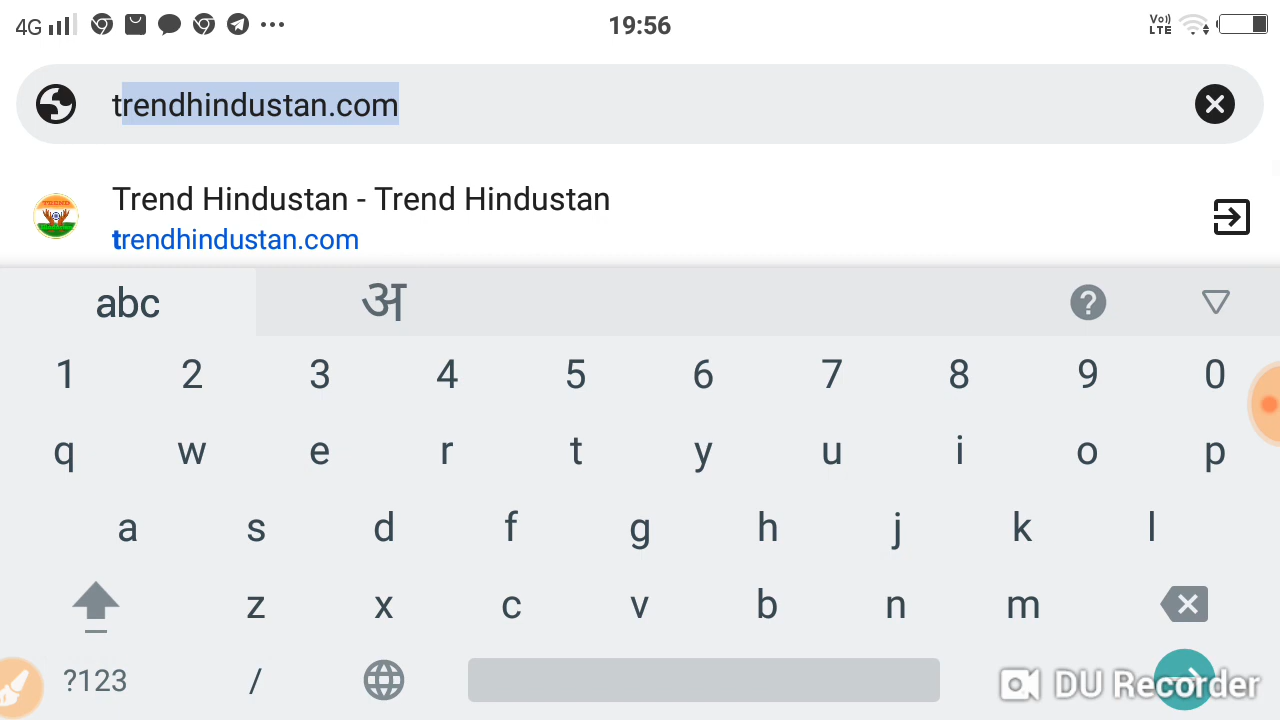 4G 19:56 Vo)) LTE
trendhindustan.com
Trend Hindustan - Trend Hindustan
trendhindustan.com
abc अ ?
1 2 3 4 5 6 7 8 9 0
q w e r t y u i o p
a s d f g h j k l
z x c v b n m
?123 / DU Recorder